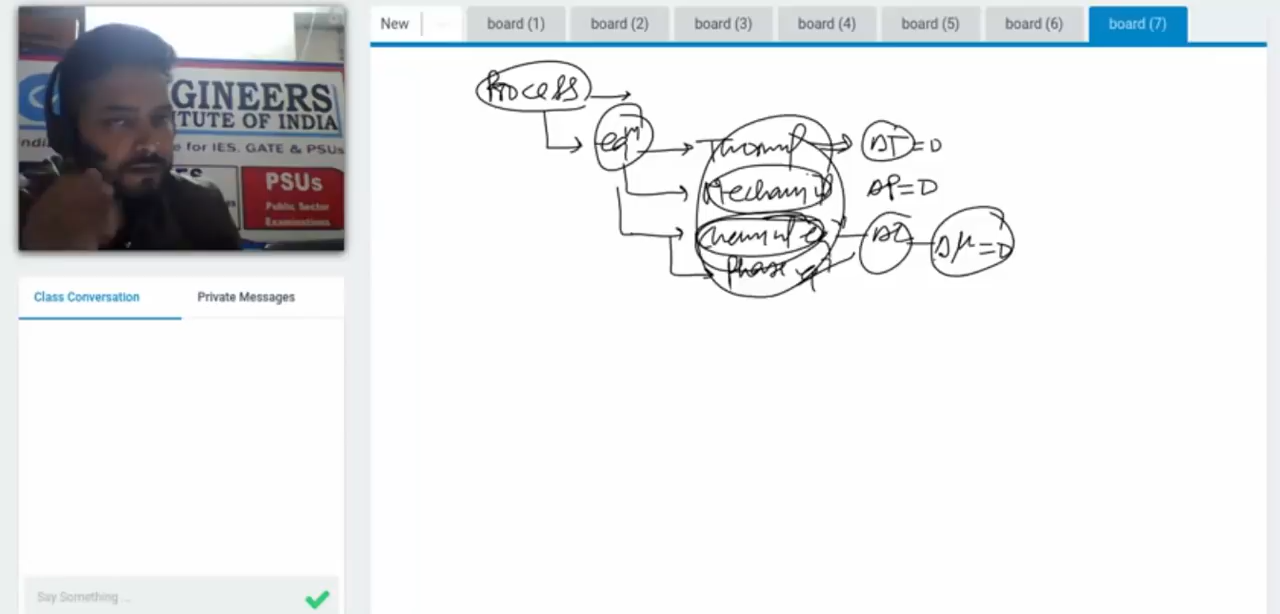 New board (1) board (2) board (3) board (4) board (5) board (6) board (7)
GINEERS
TUTE OF INDIA
e for IES, GATE & PSUs
ES
PSUs
Public Sector
Examinations
Process
eqm Thermal ΔT=0
Mechanical ΔP=0
Chemical Δμ=0
Phase eqm
Class Conversation Private Messages
Say Something ...